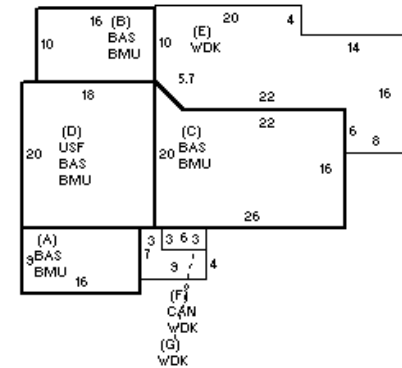 16 (B) 20 4
10 BAS 10 (E) 14
BMU WDK
5.7
18 22 16
22
(D) (C) 6
USF 8
20 BAS 20 BAS 16
BMU BMU
26
(A) 3 3 6 3
9 BAS 7 9 4
BMU
16
(F)
CAN
WDK
(G)
WDK